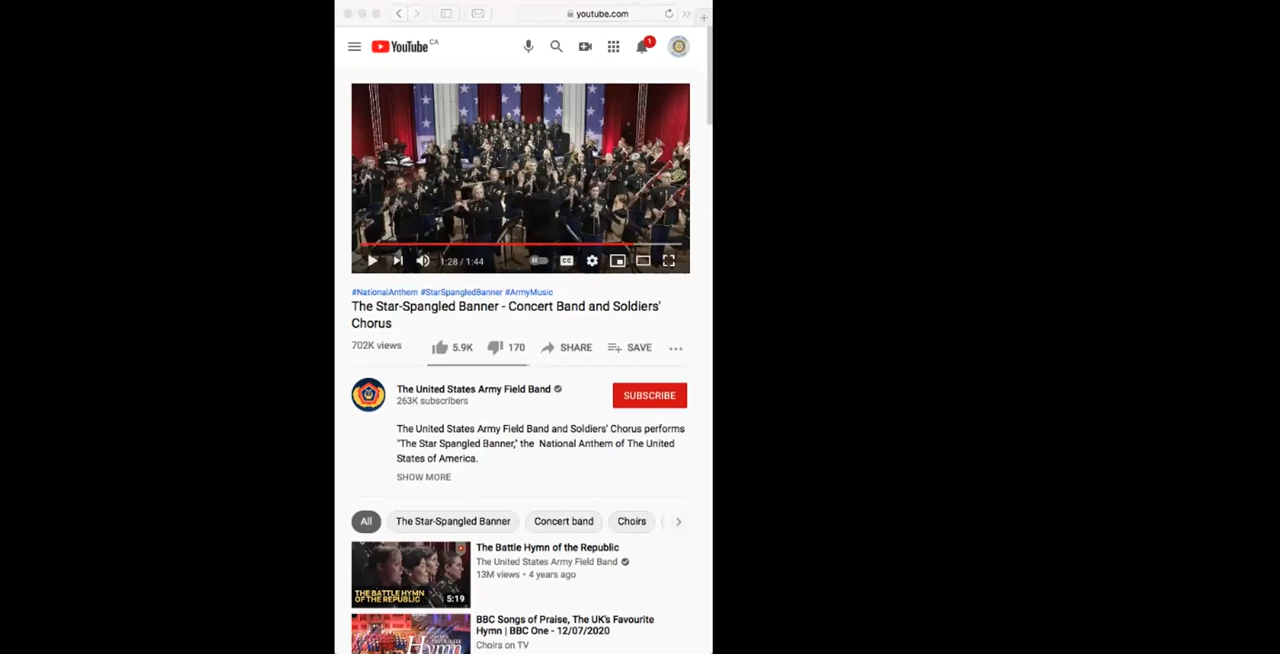 youtube.com
YouTube CA
1
1:28 / 1:44
CC
#NationalAnthem #StarSpangledBanner #ArmyMusic
The Star-Spangled Banner - Concert Band and Soldiers'
Chorus
702K views
5.9K
170
SHARE
SAVE
The United States Army Field Band
263K subscribers
SUBSCRIBE
The United States Army Field Band and Soldiers' Chorus performs
"The Star Spangled Banner," the National Anthem of The United
States of America.
SHOW MORE
All
The Star-Spangled Banner
Concert band
Choirs
THE BATTLE HYMN
OF THE REPUBLIC
5:19
The Battle Hymn of the Republic
The United States Army Field Band
13M views • 4 years ago
Hymn
BBC Songs of Praise, The UK's Favourite
Hymn | BBC One - 12/07/2020
Choirs on TV